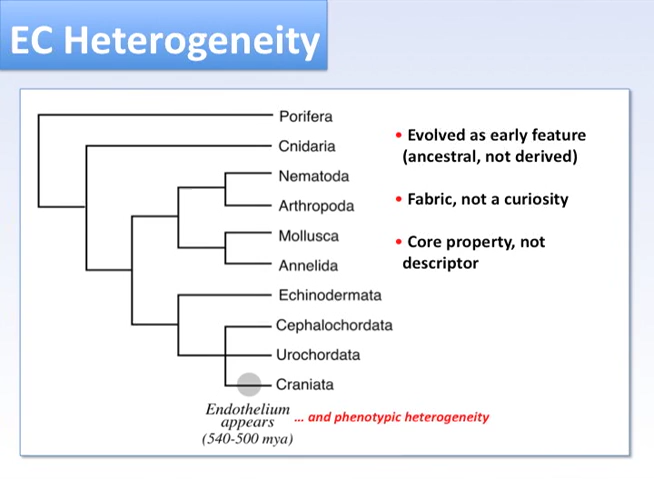 EC Heterogeneity
Porifera
Cnidaria
Nematoda
Arthropoda
Mollusca
Annelida
Echinodermata
Cephalochordata
Urochordata
Craniata
Endothelium
appears
(540-500 mya)
... and phenotypic heterogeneity
• Evolved as early feature
(ancestral, not derived)
• Fabric, not a curiosity
• Core property, not
descriptor